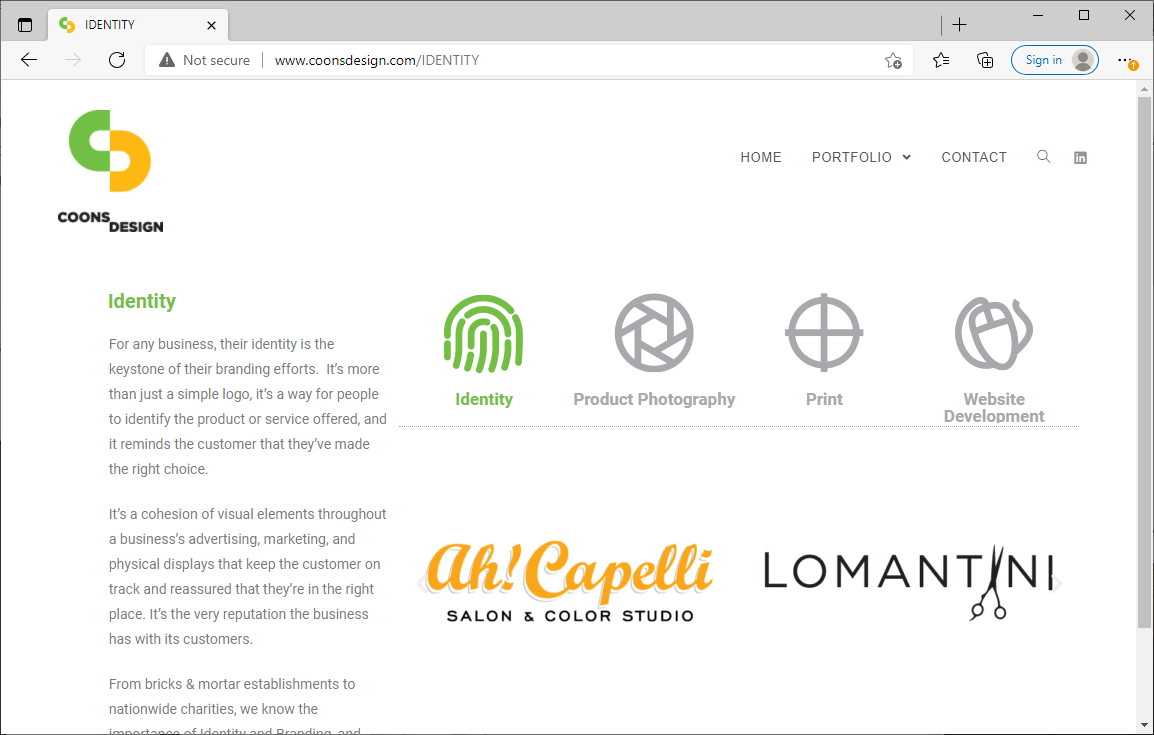 IDENTITY
Not secure
www.coonsdesign.com/IDENTITY
Sign in
COONS
DESIGN
HOME
PORTFOLIO
CONTACT
Identity
For any business, their identity is the
keystone of their branding efforts.  It’s more
than just a simple logo, it’s a way for people
to identify the product or service offered, and
it reminds the customer that they’ve made
the right choice.
It’s a cohesion of visual elements throughout
a business’s advertising, marketing, and
physical displays that keep the customer on
track and reassured that they’re in the right
place. It’s the very reputation the business
has with its customers.
From bricks & mortar establishments to
nationwide charities, we know the
importance of Identity and Branding, and
Identity
Product Photography
Print
Website
Development
Ah! Capelli
SALON & COLOR STUDIO
LOMANTINI